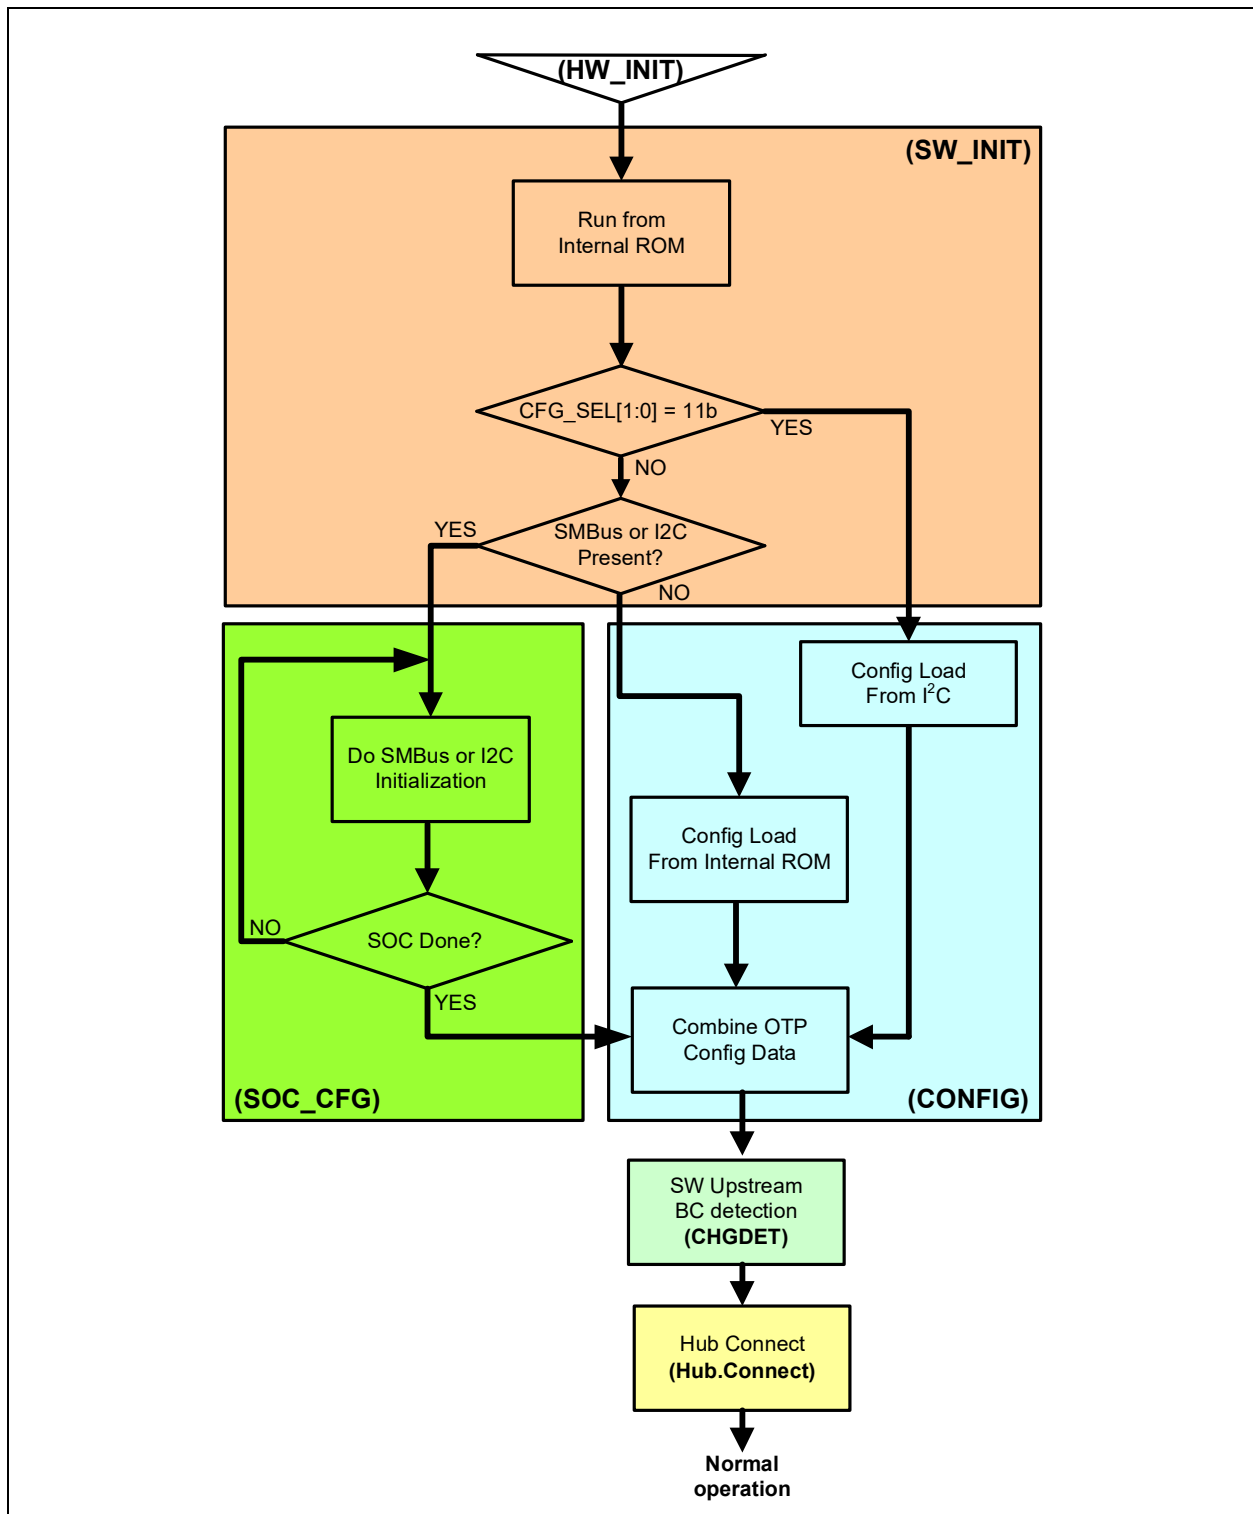 (HW_INIT)
(SW_INIT)
Run from
Internal ROM
CFG_SEL[1:0] = 11b
YES
NO
YES
SMBus or I2C
Present?
NO
Config Load
From I²C
Do SMBus or I2C
Initialization
Config Load
From Internal ROM
NO
SOC Done?
YES
Combine OTP
Config Data
(SOC_CFG)
(CONFIG)
SW Upstream
BC detection
(CHGDET)
Hub Connect
(Hub.Connect)
Normal
operation